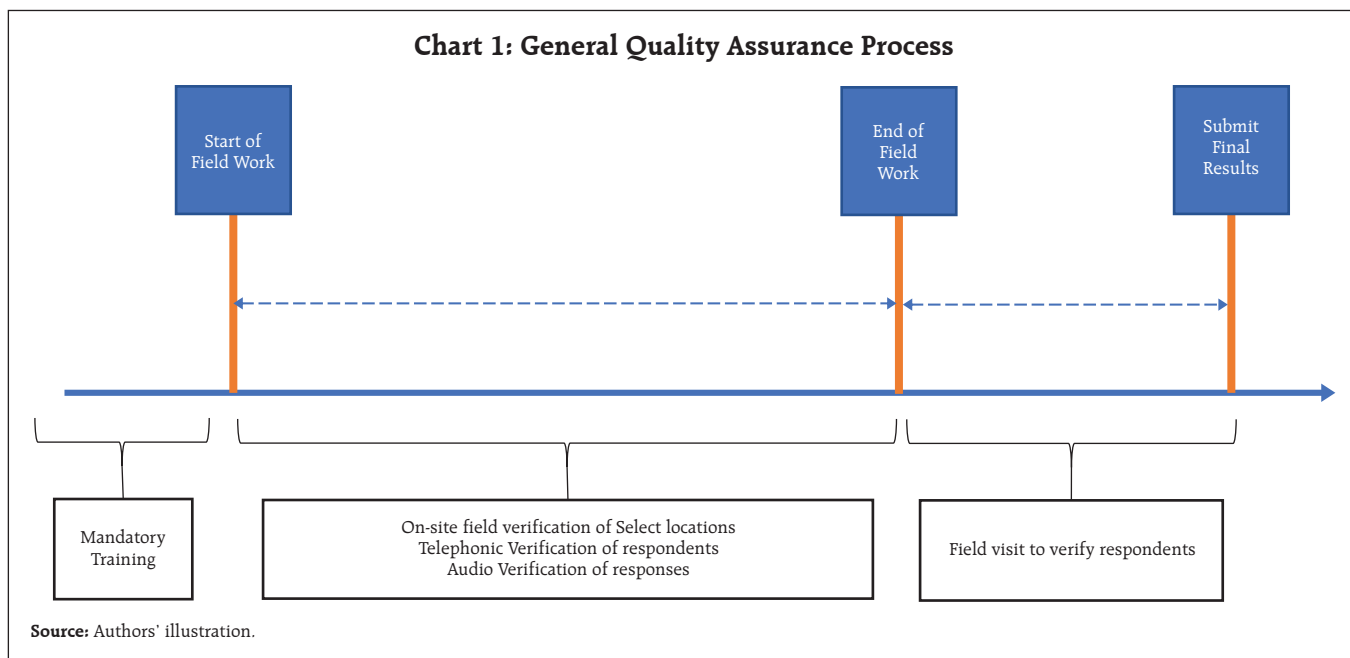 Chart 1: General Quality Assurance Process
Start of
Field Work
End of
Field
Work
Submit
Final
Results
Mandatory
Training
On-site field verification of Select locations
Telephonic Verification of respondents
Audio Verification of responses
Field visit to verify respondents
Source: Authors' illustration.